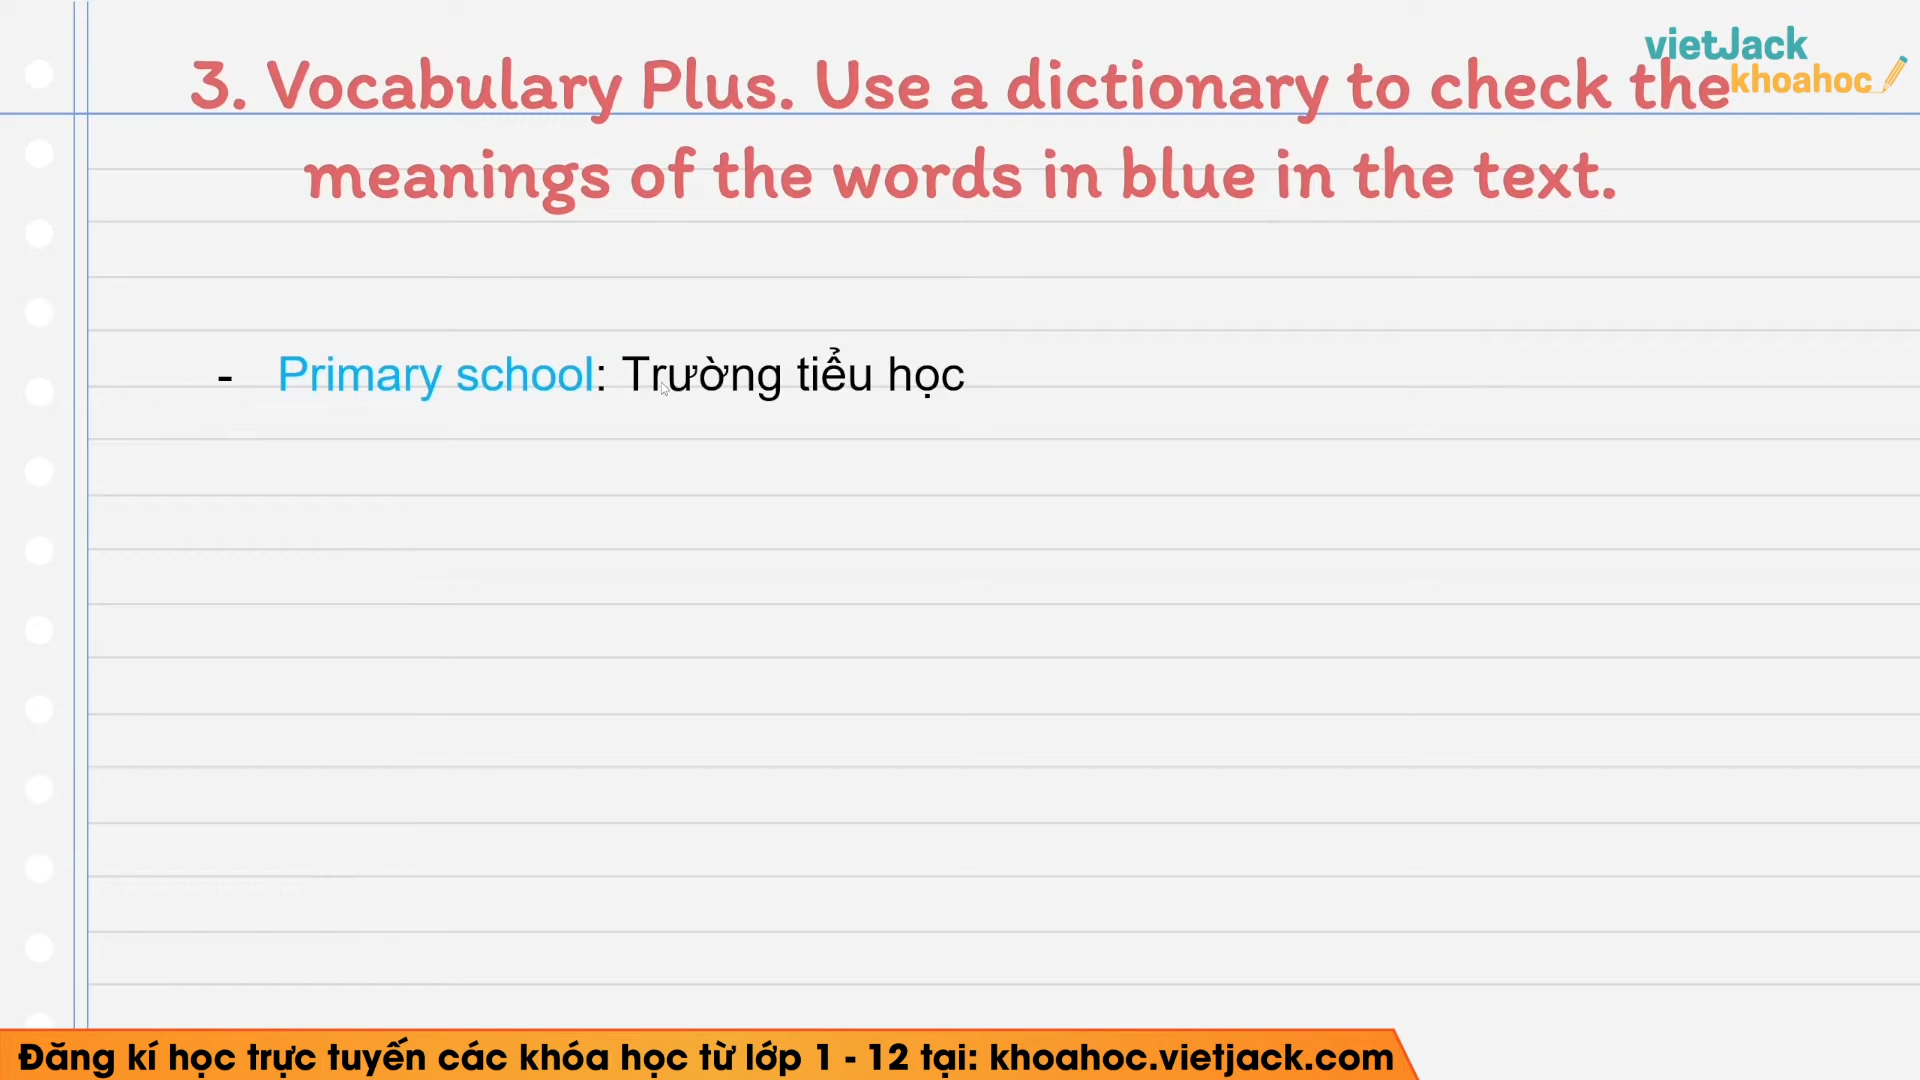 vietJack
khoahoc
3. Vocabulary Plus. Use a dictionary to check the
meanings of the words in blue in the text.
- Primary school: Trường tiểu học
Đăng kí học trực tuyến các khóa học từ lớp 1 - 12 tại: khoahoc.vietjack.com